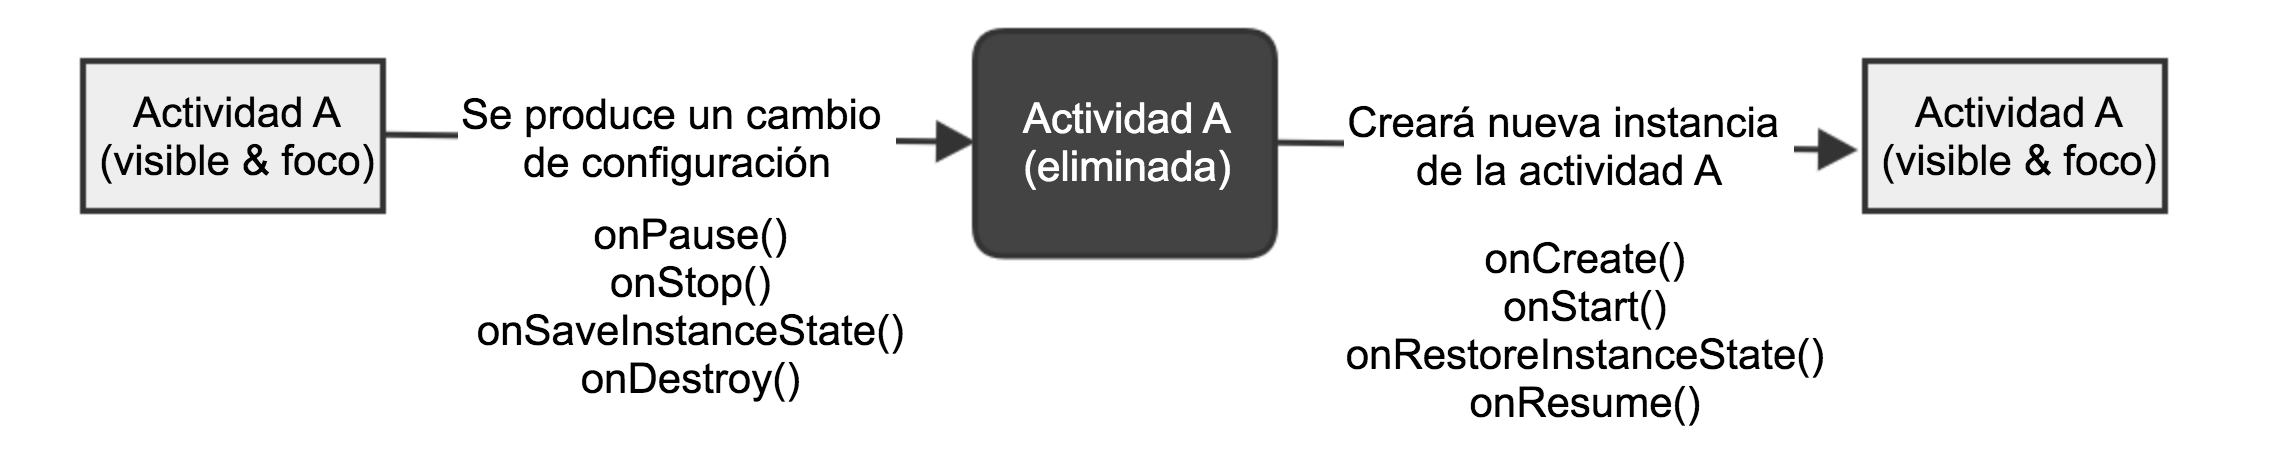 Actividad A
(visible & foco)
Se produce un cambio
de configuración
onPause()
onStop()
onSaveInstanceState()
onDestroy()
Actividad A
(eliminada)
Creará nueva instancia
de la actividad A
onCreate()
onStart()
onRestoreInstanceState()
onResume()
Actividad A
(visible & foco)